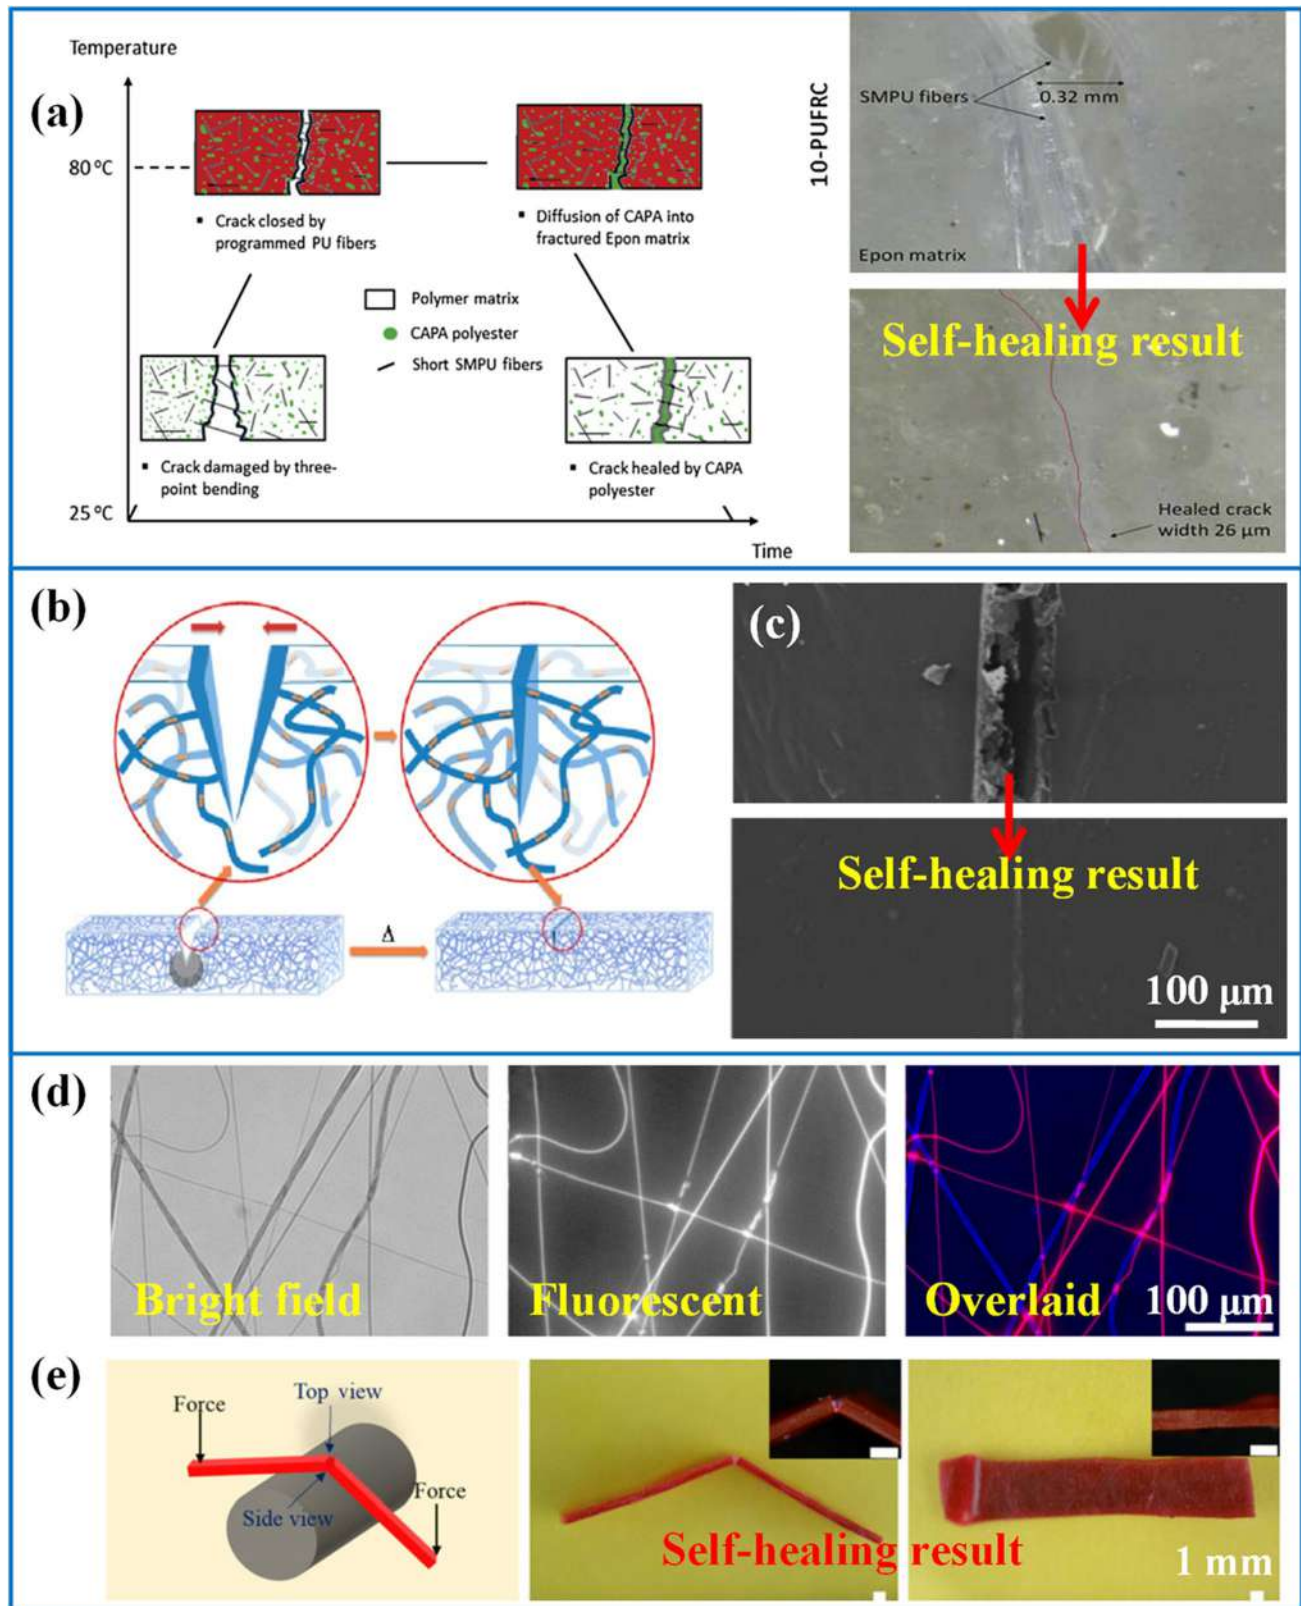 (a)
Temperature
80 °C
25 °C
Time
▪ Crack closed by
programmed PU fibers
▪ Diffusion of CAPA into
fractured Epon matrix
Polymer matrix
CAPA polyester
Short SMPU fibers
▪ Crack damaged by three-
point bending
▪ Crack healed by CAPA
polyester
10-PUFRC
SMPU fibers
0.32 mm
Epon matrix
Self-healing result
Healed crack
width 26 µm
(b)
Δ
(c)
Self-healing result
100 µm
(d)
Bright field
Fluorescent
Overlaid
100 µm
(e)
Force
Top view
Side view
Force
Self-healing result
1 mm